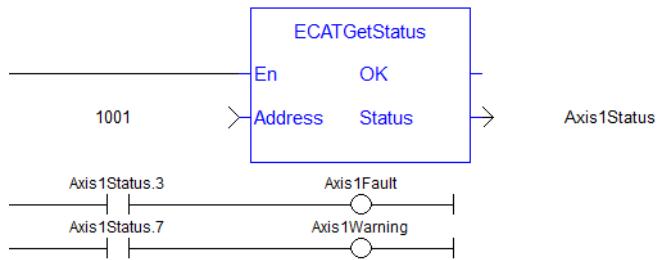 ECATGetStatus
En OK
1001 Address Status Axis1Status
Axis1Status.3 Axis1Fault
Axis1Status.7 Axis1Warning